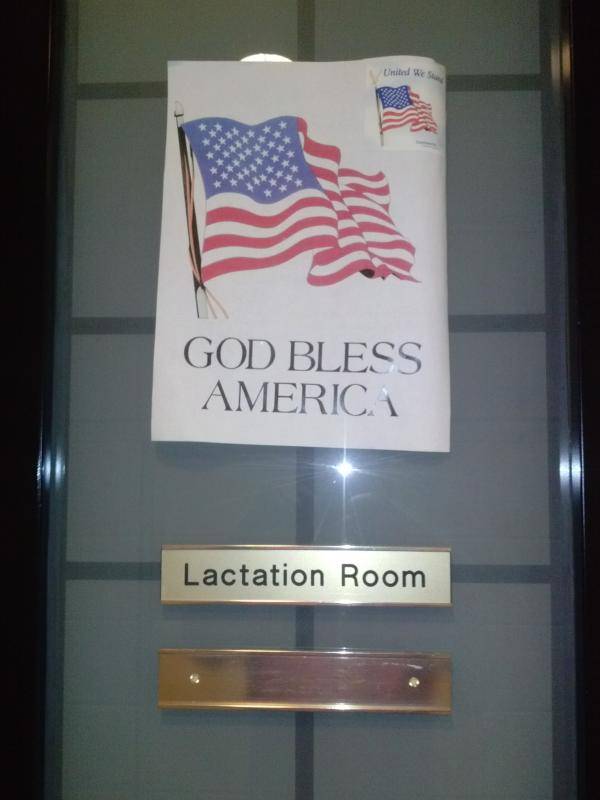 United We Stand
GOD BLESS
AMERICA
Lactation Room